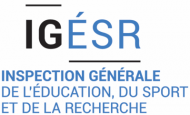 IGÉSR
INSPECTION GÉNÉRALE
DE L'ÉDUCATION, DU SPORT
ET DE LA RECHERCHE